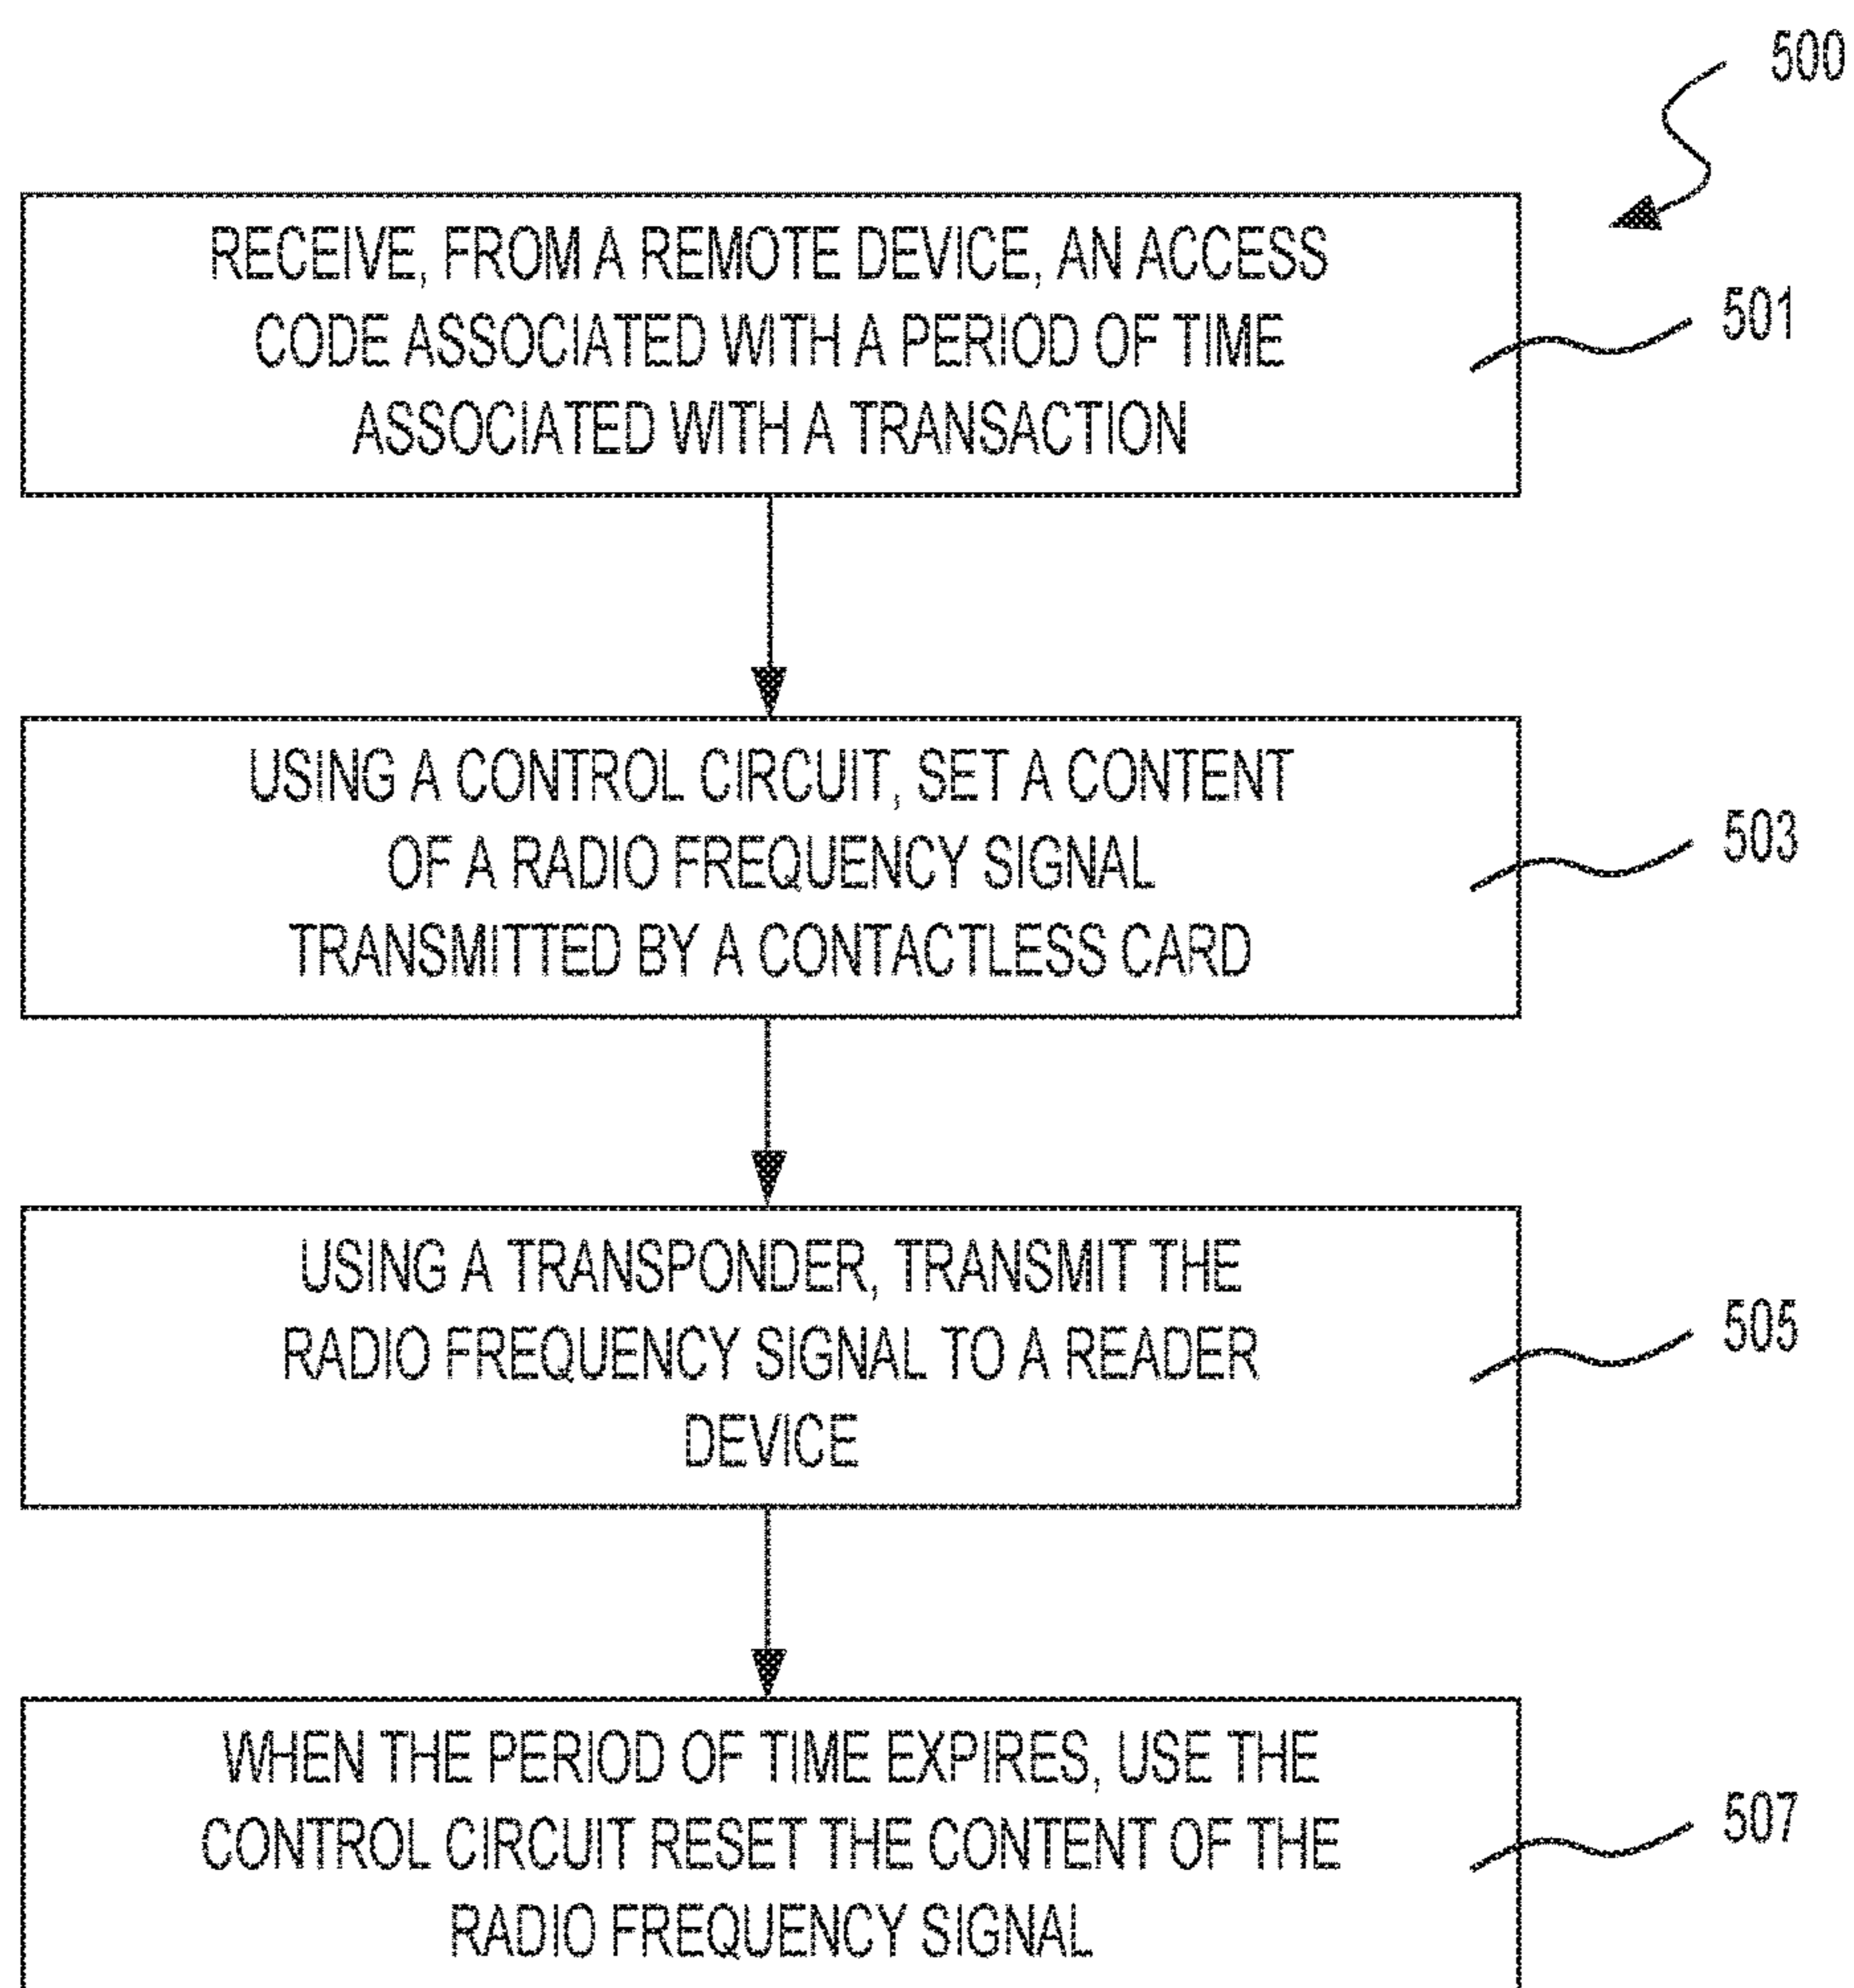 500
RECEIVE, FROM A REMOTE DEVICE, AN ACCESS
CODE ASSOCIATED WITH A PERIOD OF TIME
ASSOCIATED WITH A TRANSACTION
501
USING A CONTROL CIRCUIT, SET A CONTENT
OF A RADIO FREQUENCY SIGNAL
TRANSMITTED BY A CONTACTLESS CARD
503
USING A TRANSPONDER, TRANSMIT THE
RADIO FREQUENCY SIGNAL TO A READER
DEVICE
505
WHEN THE PERIOD OF TIME EXPIRES, USE THE
CONTROL CIRCUIT RESET THE CONTENT OF THE
RADIO FREQUENCY SIGNAL
507